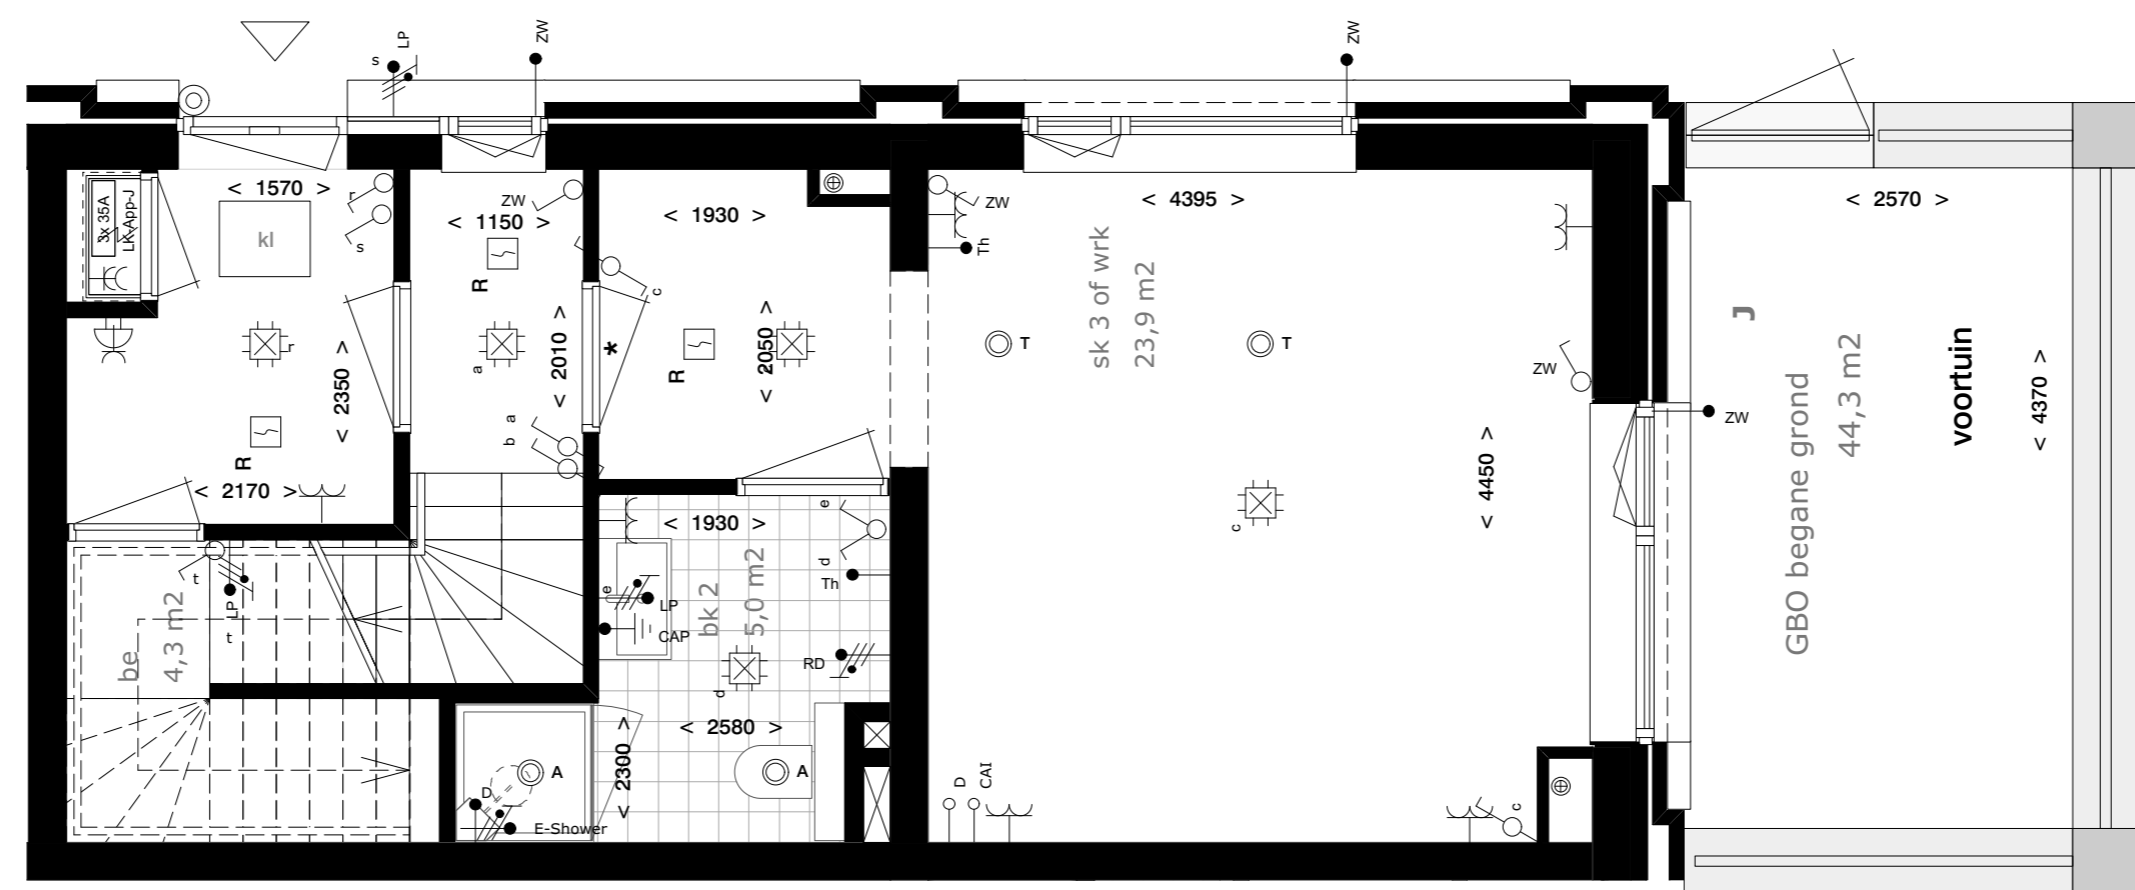 ZW
LP
s
ZW
3x 35A
LK-App-J
< 1570 >
kl
r
s
r
R
< 2350 >
< 2170 >
ZW
< 1150 >
R
a
< 2010 >
a
b
*
c
< 1930 >
R
< 2050 >
ZW
Th
< 4395 >
sk 3 of wrk
23,9 m2
T
T
c
ZW
< 4450 >
ZW
< 2570 >
J
GBO begane grond
44,3 m2
voortuin
< 4370 >
be
4,3 m2
t
LP
t
< 1930 >
e
d
Th
e
LP
CAP
bk 2
5,0 m2
RD
d
< 2580 >
< 2300 >
A
A
D
E-Shower
D
CAI
c